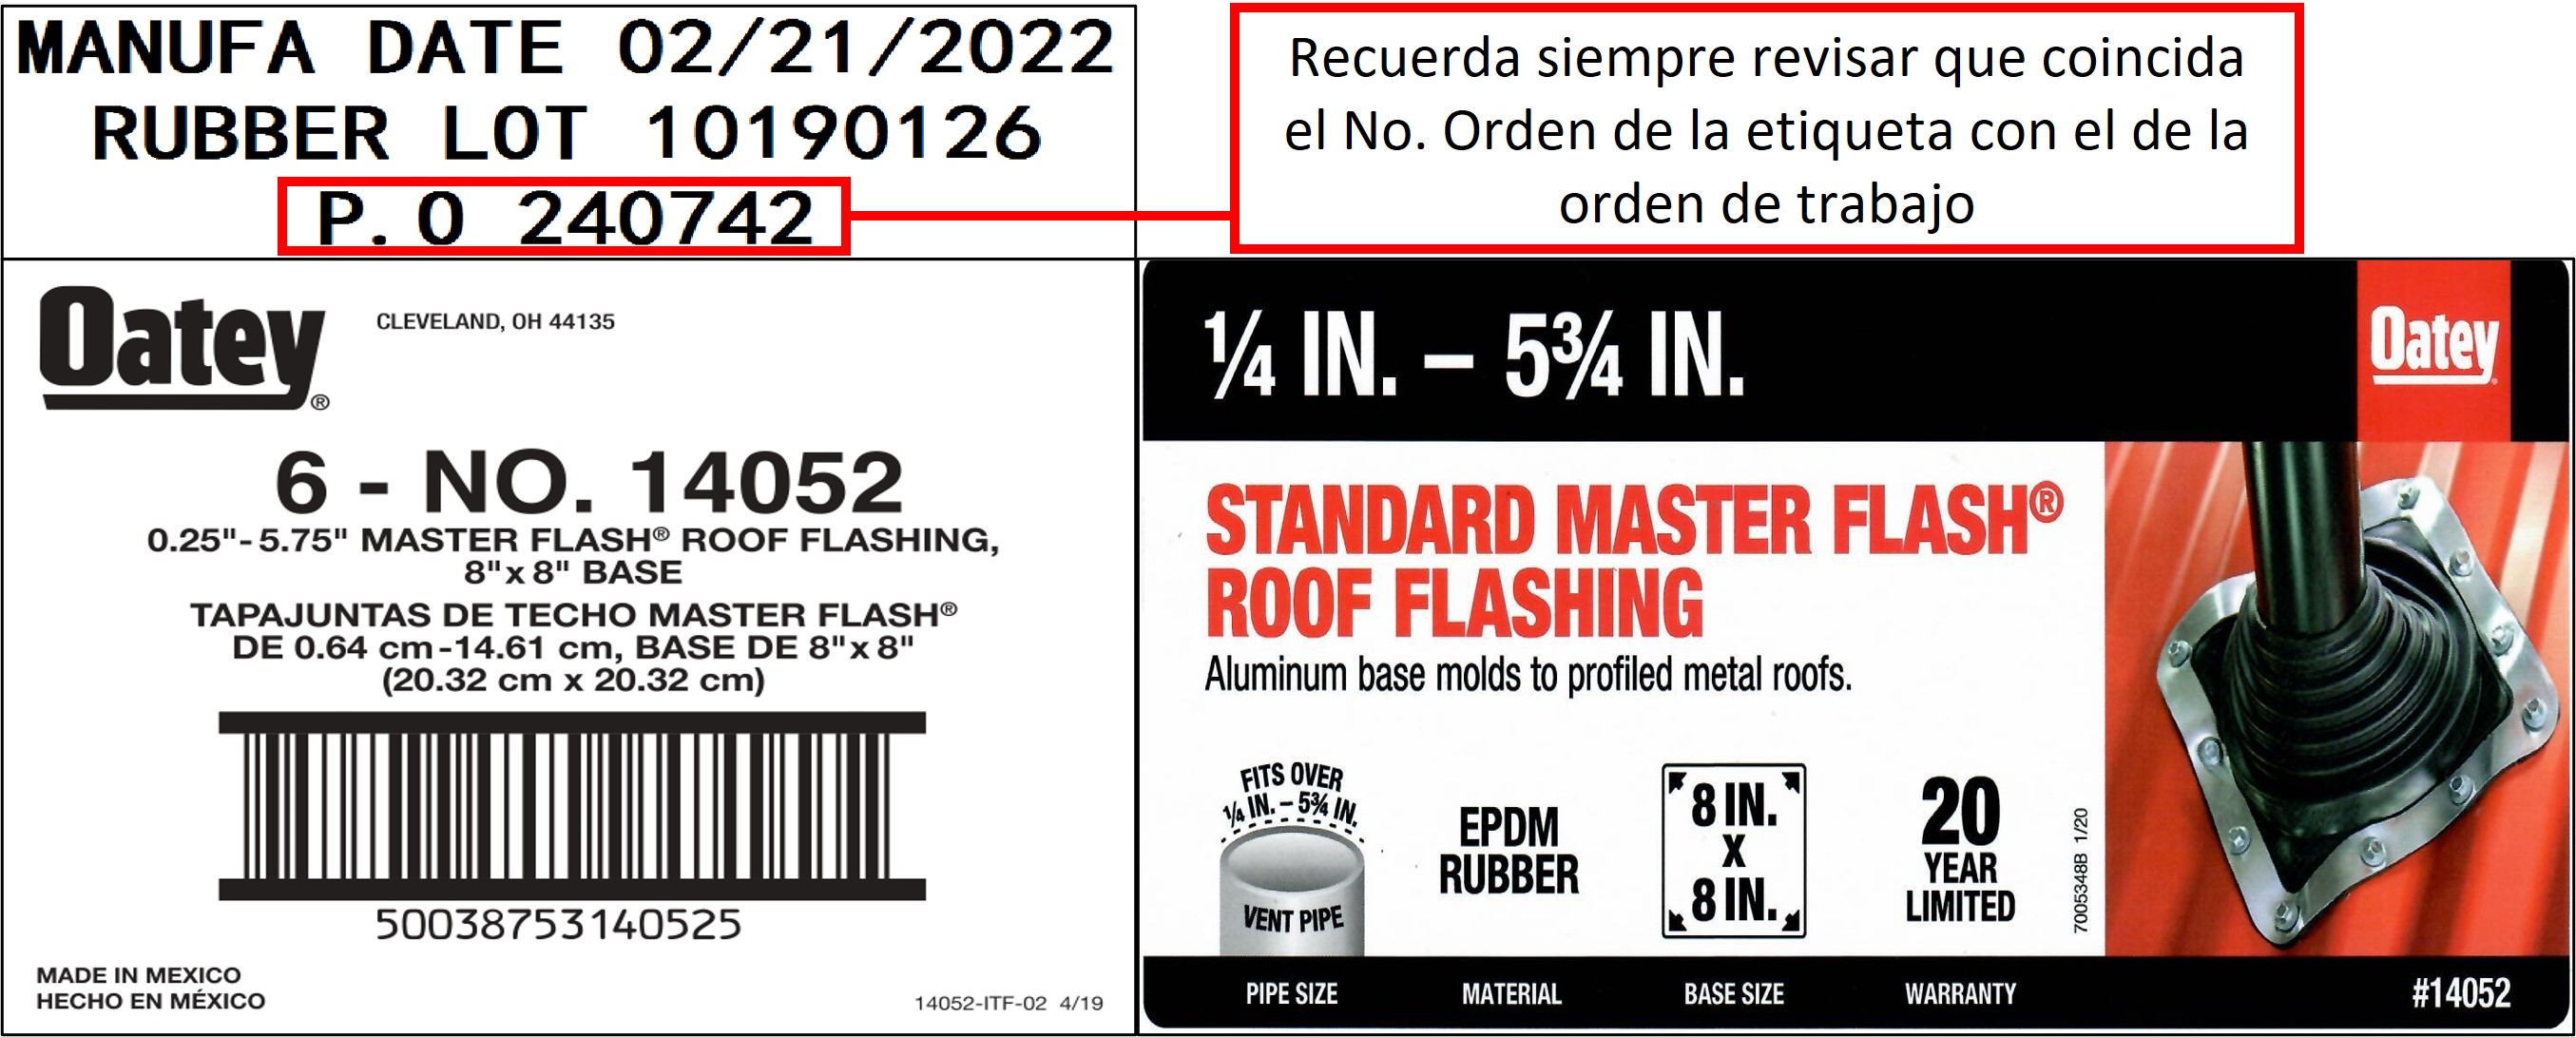 MANUFA DATE 02/21/2022
RUBBER LOT 10190126
P.O 240742
Recuerda siempre revisar que coincida
el No. Orden de la etiqueta con el de la
orden de trabajo
Oatey®
CLEVELAND, OH 44135
6 - NO. 14052
0.25"-5.75" MASTER FLASH® ROOF FLASHING,
8"x 8" BASE
TAPAJUNTAS DE TECHO MASTER FLASH®
DE 0.64 cm-14.61 cm, BASE DE 8"x 8"
(20.32 cm x 20.32 cm)
50038753140525
MADE IN MEXICO
HECHO EN MÉXICO
14052-ITF-02 4/19
¼ IN. – 5¾ IN.
Oatey®
STANDARD MASTER FLASH®
ROOF FLASHING
Aluminum base molds to profiled metal roofs.
FITS OVER
¼ IN. – 5¾ IN.
VENT PIPE
EPDM
RUBBER
8 IN.
X
8 IN.
20
YEAR
LIMITED
7005348B 1/20
PIPE SIZE
MATERIAL
BASE SIZE
WARRANTY
#14052